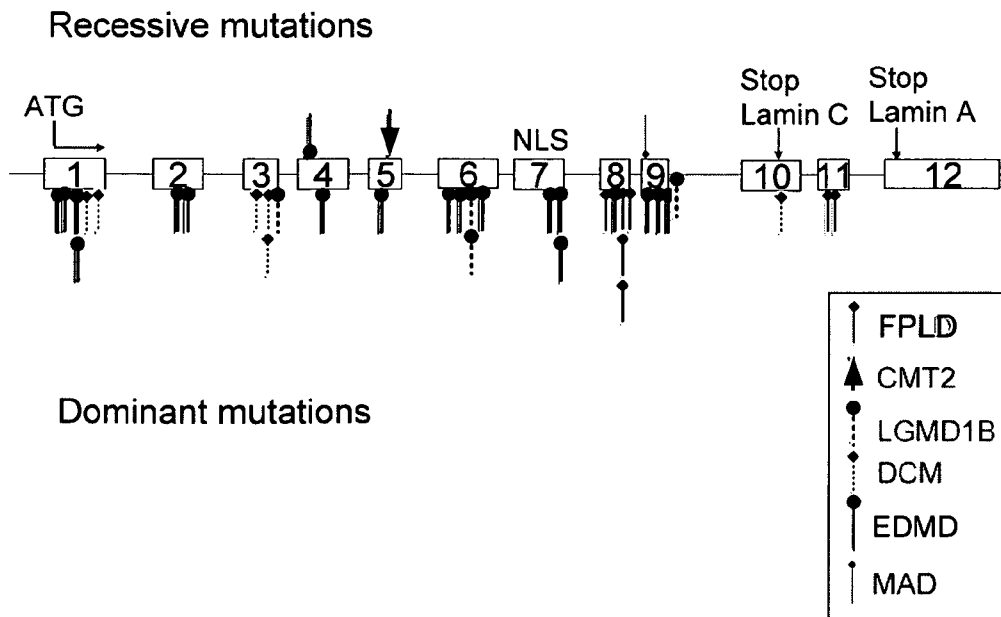 Recessive mutations
Stop Stop
ATG Lamin C Lamin A
NLS
1 2 3 4 5 6 7 8 9 10 11 12
FPLD
CMT2
Dominant mutations
LGMD1B
DCM
EDMD
MAD